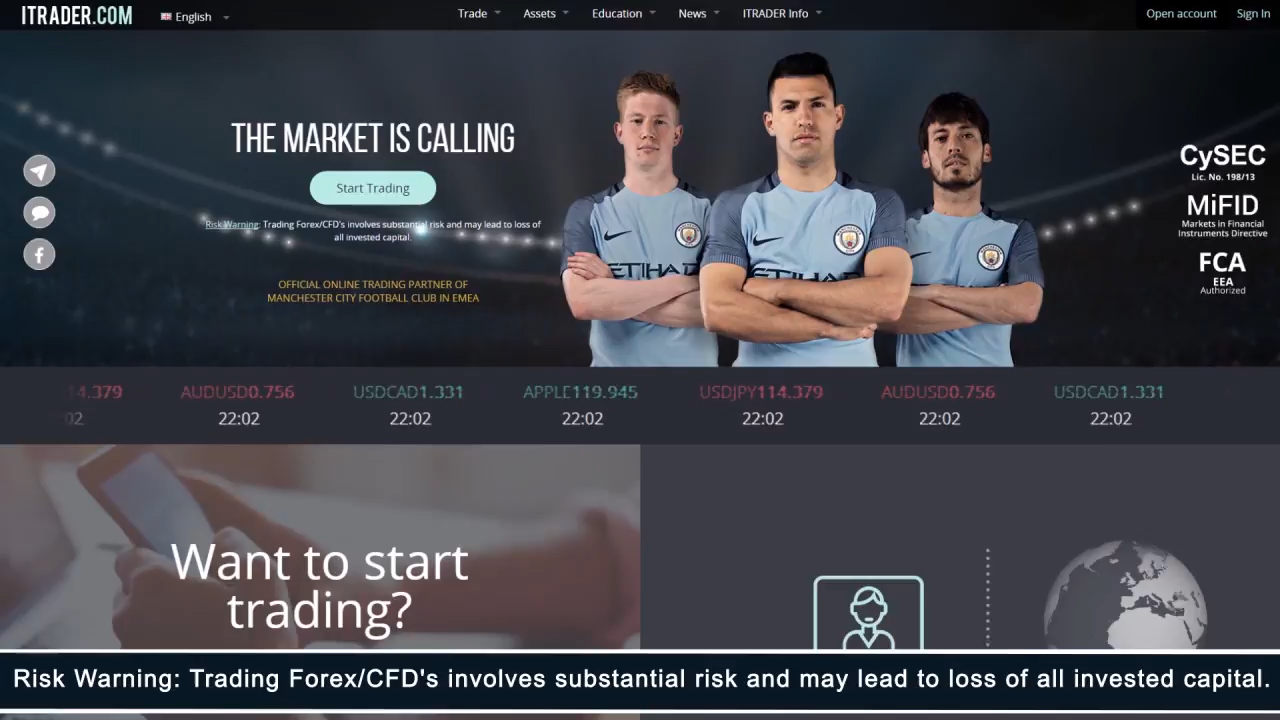 ITRADER.COM
English
Trade
Assets
Education
News
ITRADER Info
Open account
Sign In
THE MARKET IS CALLING
Start Trading
Risk Warning: Trading Forex/CFD's involves substantial risk and may lead to loss of
all invested capital.
OFFICIAL ONLINE TRADING PARTNER OF
MANCHESTER CITY FOOTBALL CLUB IN EMEA
ETIHAD
ETIHAD
CySEC
Lic. No. 198/13
MiFID
Markets in Financial
Instruments Directive
FCA
EEA
Authorized
14.379 AUDUSD0.756 USDCAD1.331 APPLE119.945 USDJPY114.379 AUDUSD0.756 USDCAD1.331
02 22:02 22:02 22:02 22:02 22:02 22:02
Want to start
trading?
Risk Warning: Trading Forex/CFD's involves substantial risk and may lead to loss of all invested capital.